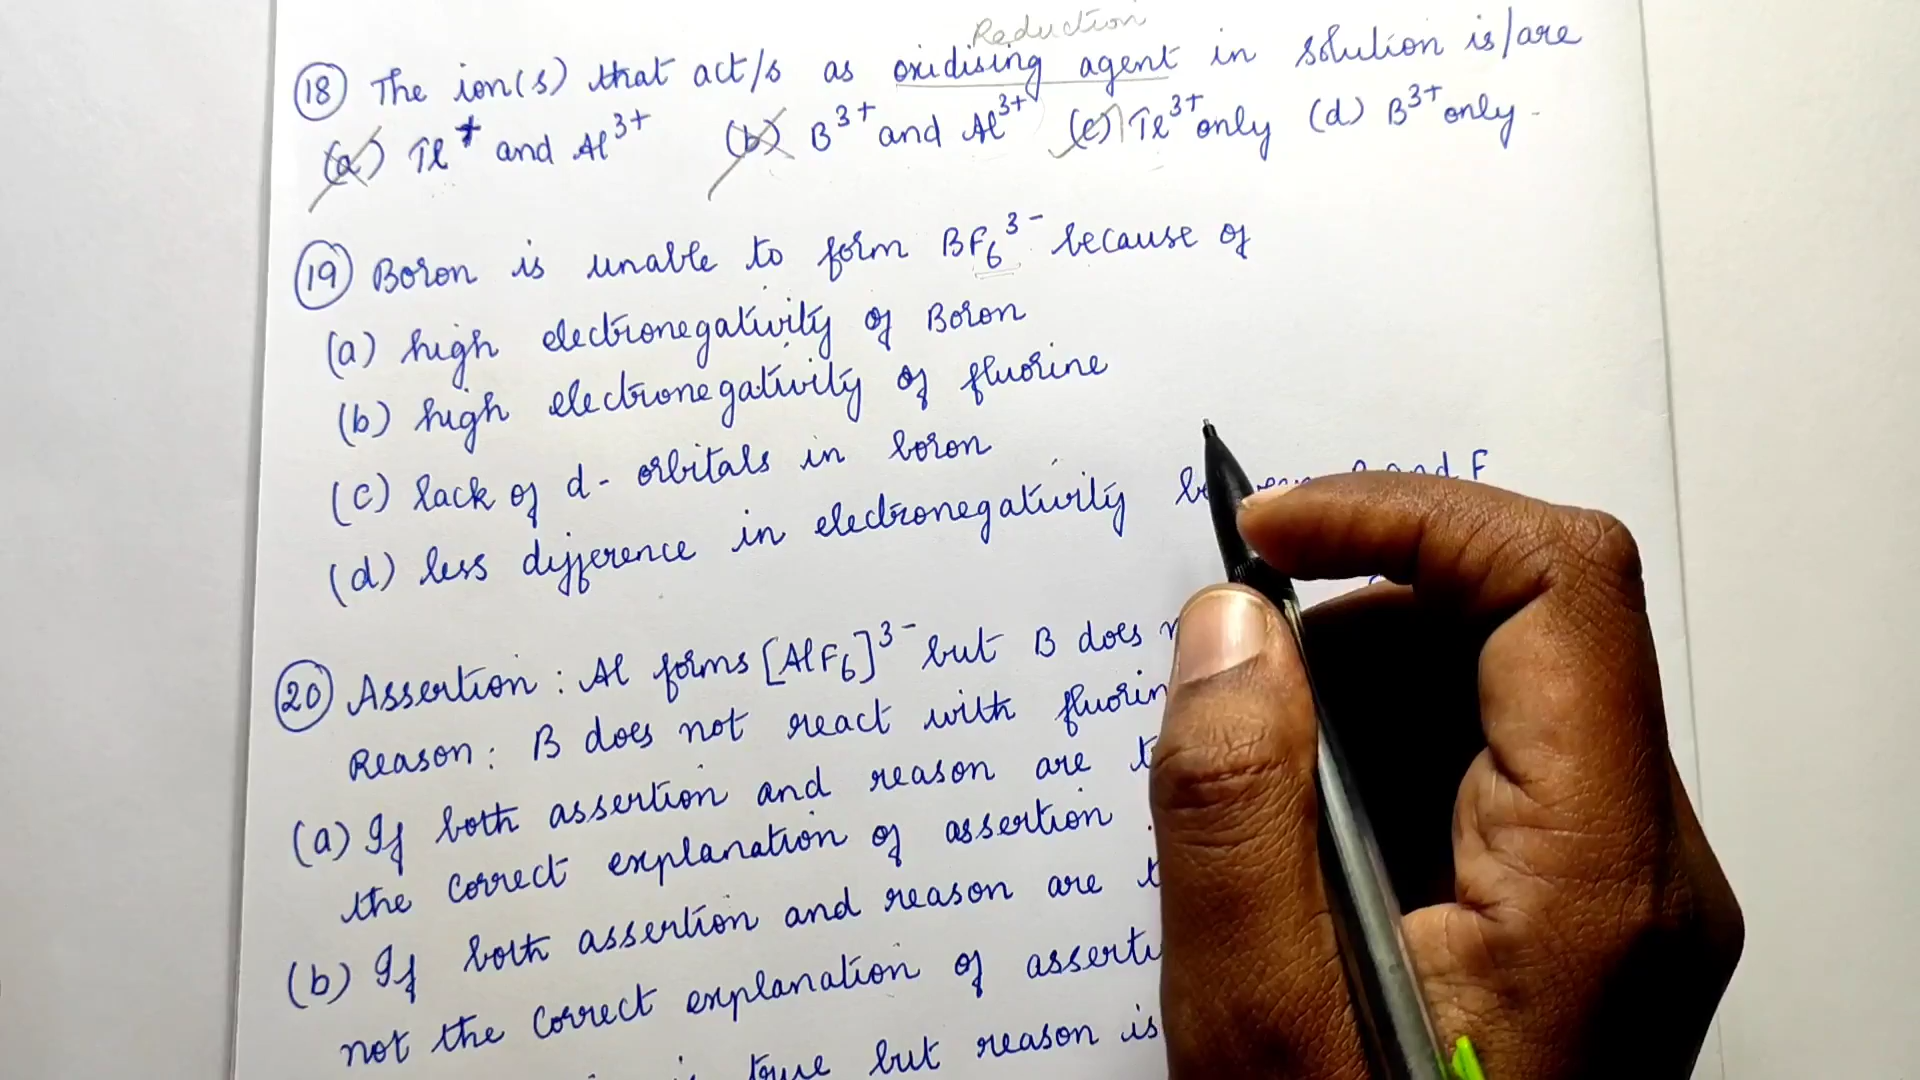 Reduction
(18) The ion(s) that act/s as oxidising agent in solution is/are
(a) Tl+ and Al3+ (b) B3+ and Al3+ (c) Tl3+ only (d) B3+ only.
(19) Boron is unable to form BF6 3- because of
(a) high electronegativity of Boron
(b) high electronegativity of fluorine
(c) lack of d-orbitals in boron
(d) less difference in electronegativity and F
(20) Assertion : Al forms [AlF6]3- but B does
Reason : B does not react with
(a) If both assertion and reason are
the correct explanation of assertion
(b) If both assertion and reason are
not the correct explanation of
true but reason is